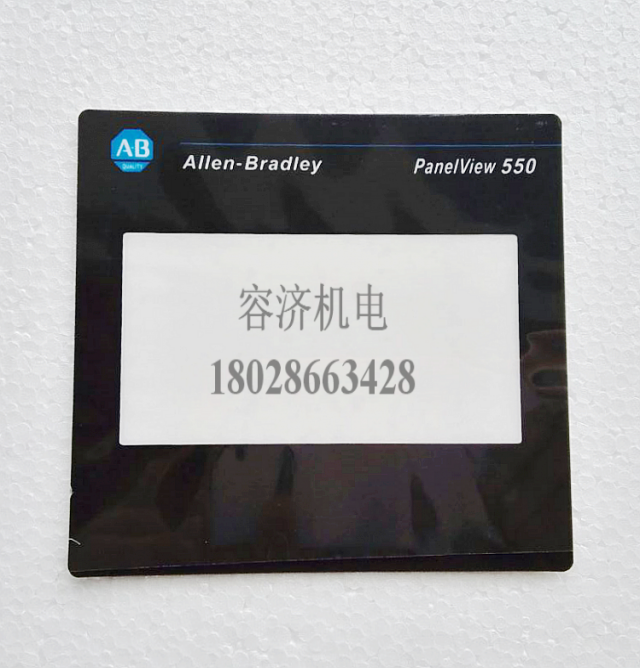 AB
QUALITY
Allen-Bradley
PanelView 550
容济机电
18028663428